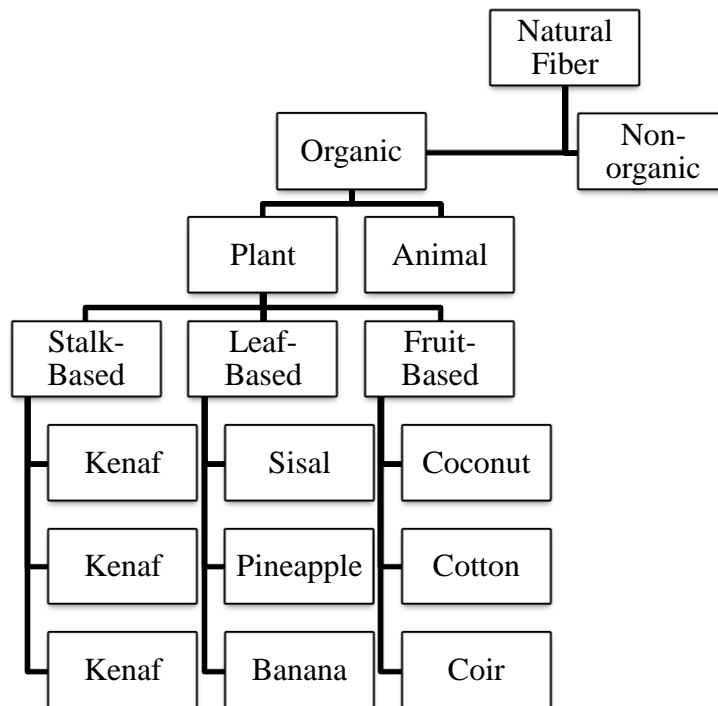 Natural
Fiber
Organic
Non-
organic
Plant
Animal
Stalk-
Based
Leaf-
Based
Fruit-
Based
Kenaf
Sisal
Coconut
Kenaf
Pineapple
Cotton
Kenaf
Banana
Coir